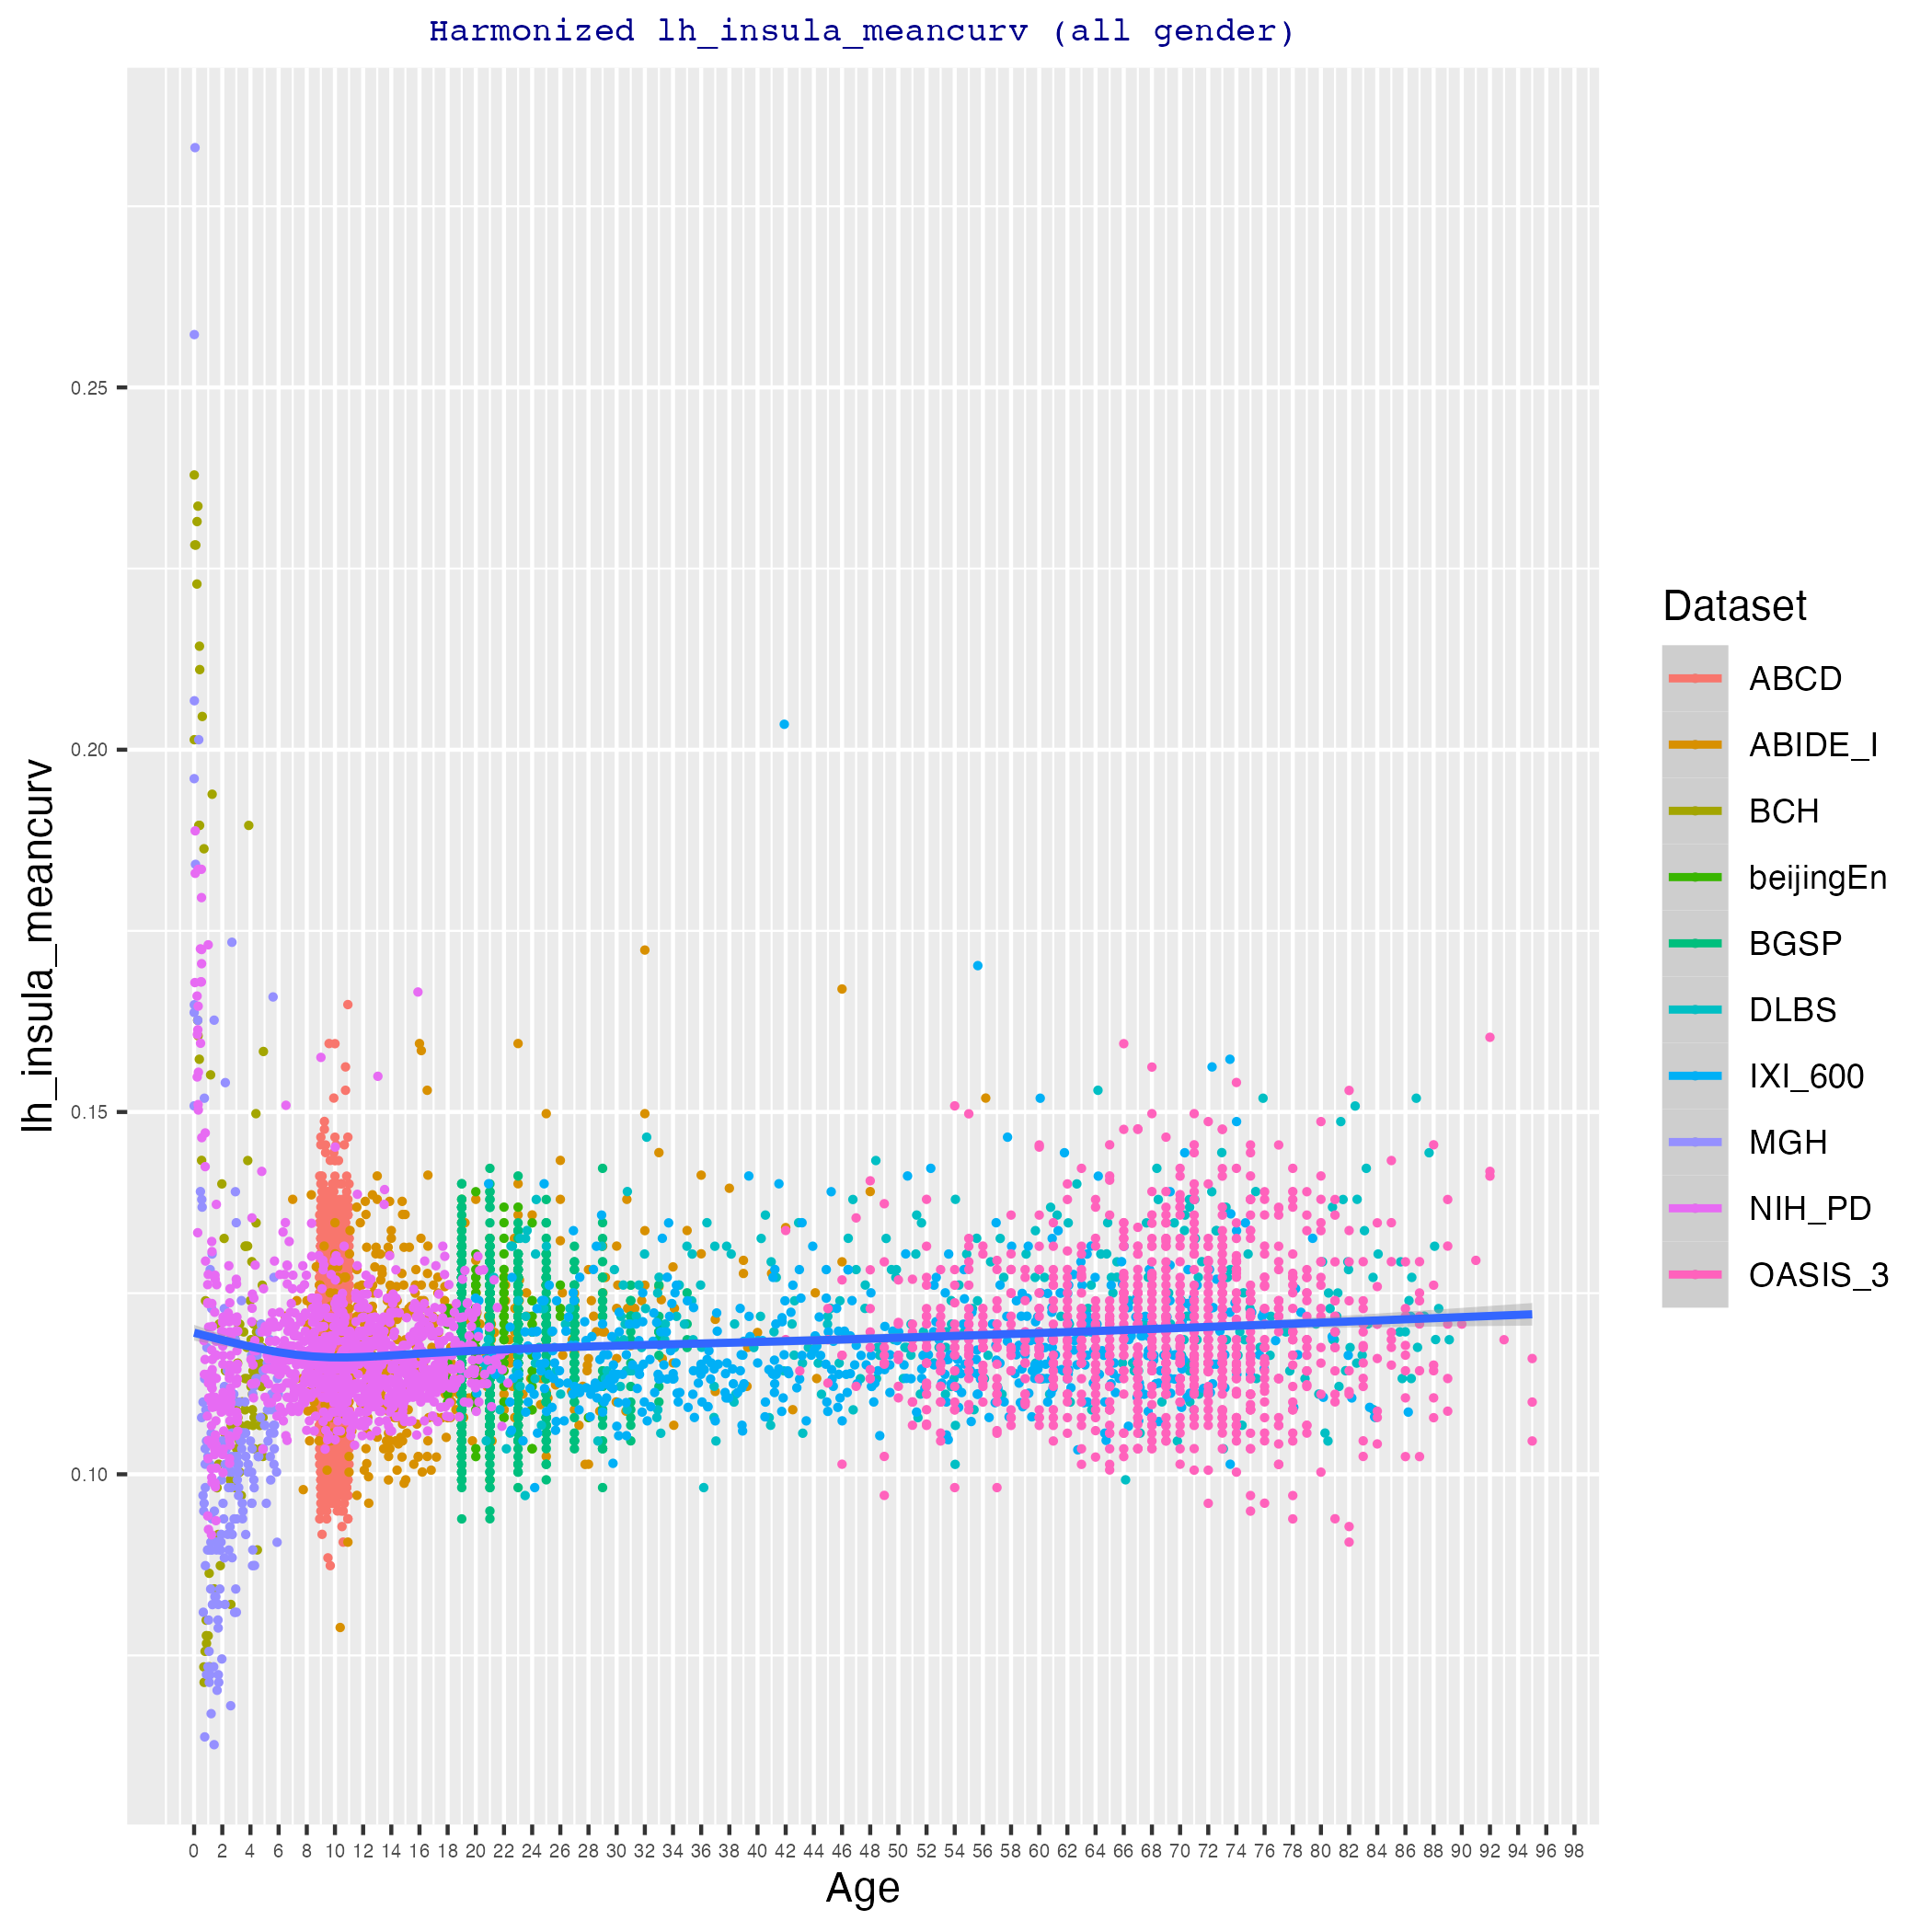 Harmonized lh_insula_meancurv (all gender)
lh_insula_meancurv
0.25
0.20
0.15
0.10
0 2 4 6 8 10 12 14 16 18 20 22 24 26 28 30 32 34 36 38 40 42 44 46 48 50 52 54 56 58 60 62 64 66 68 70 72 74 76 78 80 82 84 86 88 90 92 94 96 98
Age
Dataset
ABCD
ABIDE_I
BCH
beijingEn
BGSP
DLBS
IXI_600
MGH
NIH_PD
OASIS_3